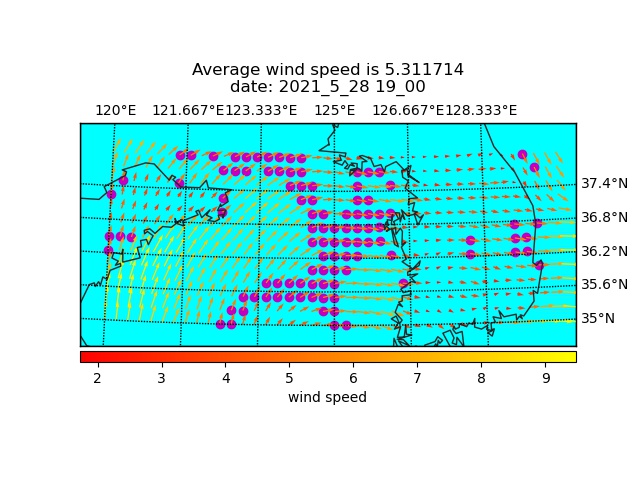 Average wind speed is 5.311714
date: 2021_5_28 19_00
120°E 121.667°E 123.333°E 125°E 126.667°E 128.333°E
37.4°N
36.8°N
36.2°N
35.6°N
35°N
2 3 4 5 6 7 8 9
wind speed